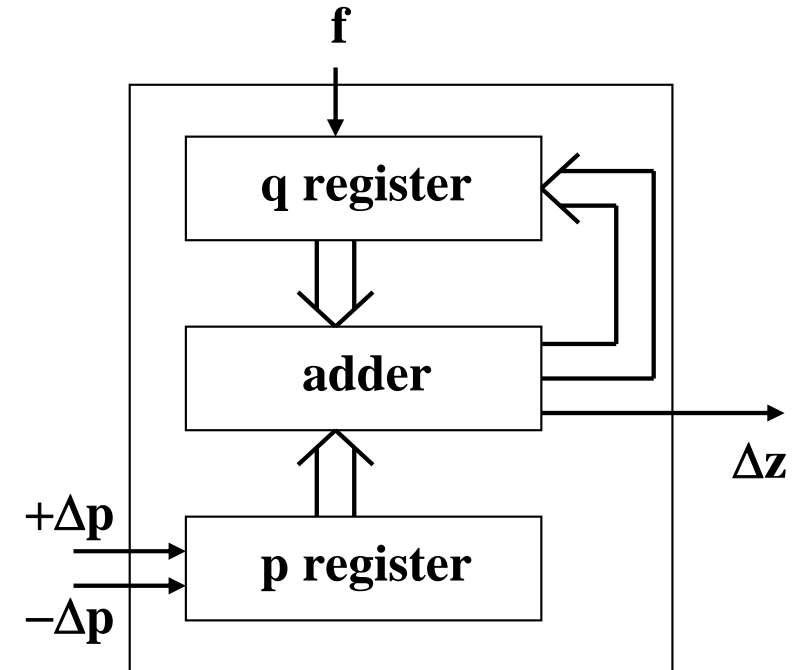 f
q register
adder
Δz
+Δp
p register
−Δp